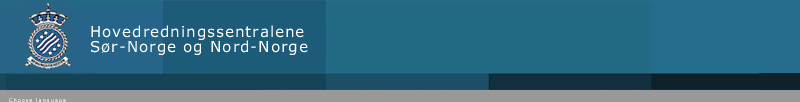 Hovedredningssentralene
Sør-Norge og Nord-Norge
Choose language